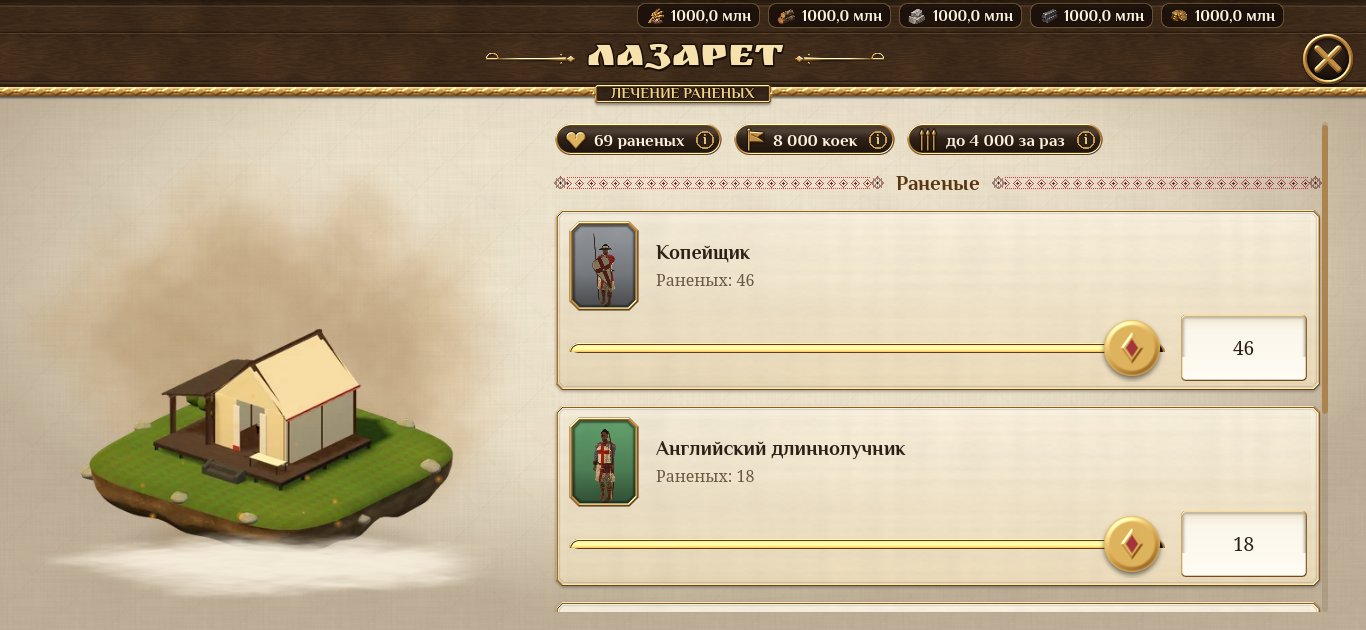 1000,0 млн 1000,0 млн 1000,0 млн 1000,0 млн 1000,0 млн
ЛАЗАРЕТ
ЛЕЧЕНИЕ РАНЕНЫХ
69 раненых 8 000 коек до 4 000 за раз
Раненые
Копейщик
Раненых: 46
46
Английский длиннолучник
Раненых: 18
18